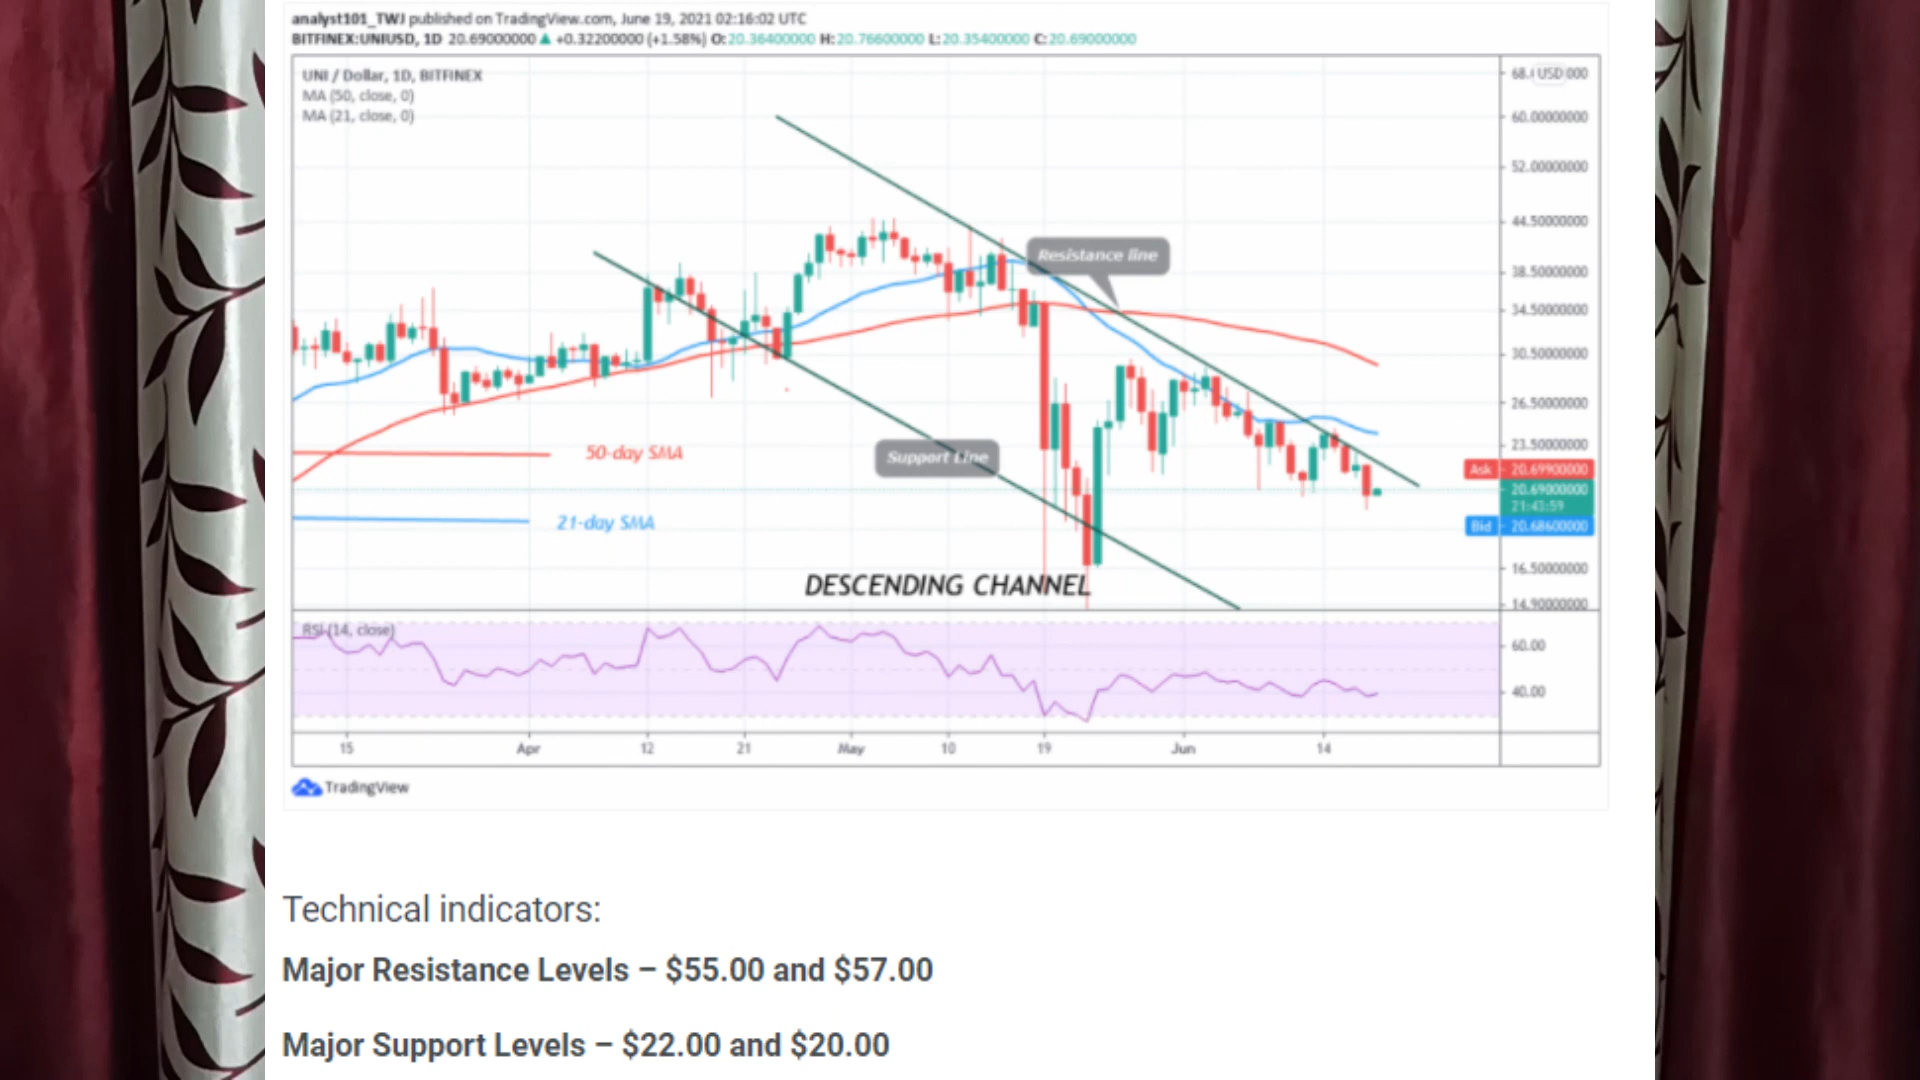 analyst101_TWJ published on TradingView.com, June 19, 2021 02:16:02 UTC
BITFINEX:UNIUSD, 1D 20.69000000 ▲ +0.32200000 (+1.58%) O:20.36400000 H:20.76600000 L:20.35400000 C:20.69000000
UNI / Dollar, 1D, BITFINEX
MA (50, close, 0)
MA (21, close, 0)
USD
60.00000000
52.00000000
44.50000000
38.50000000
34.50000000
30.50000000
26.50000000
23.50000000
Ask 20.69900000
20.69000000
21:43:59
Bid 20.68600000
16.50000000
14.90000000
Resistance line
Support Line
50-day SMA
21-day SMA
DESCENDING CHANNEL
RSI (14, close)
60.00
40.00
15 Apr 12 21 May 10 19 Jun 14
TradingView
Technical indicators:
Major Resistance Levels – $55.00 and $57.00
Major Support Levels – $22.00 and $20.00